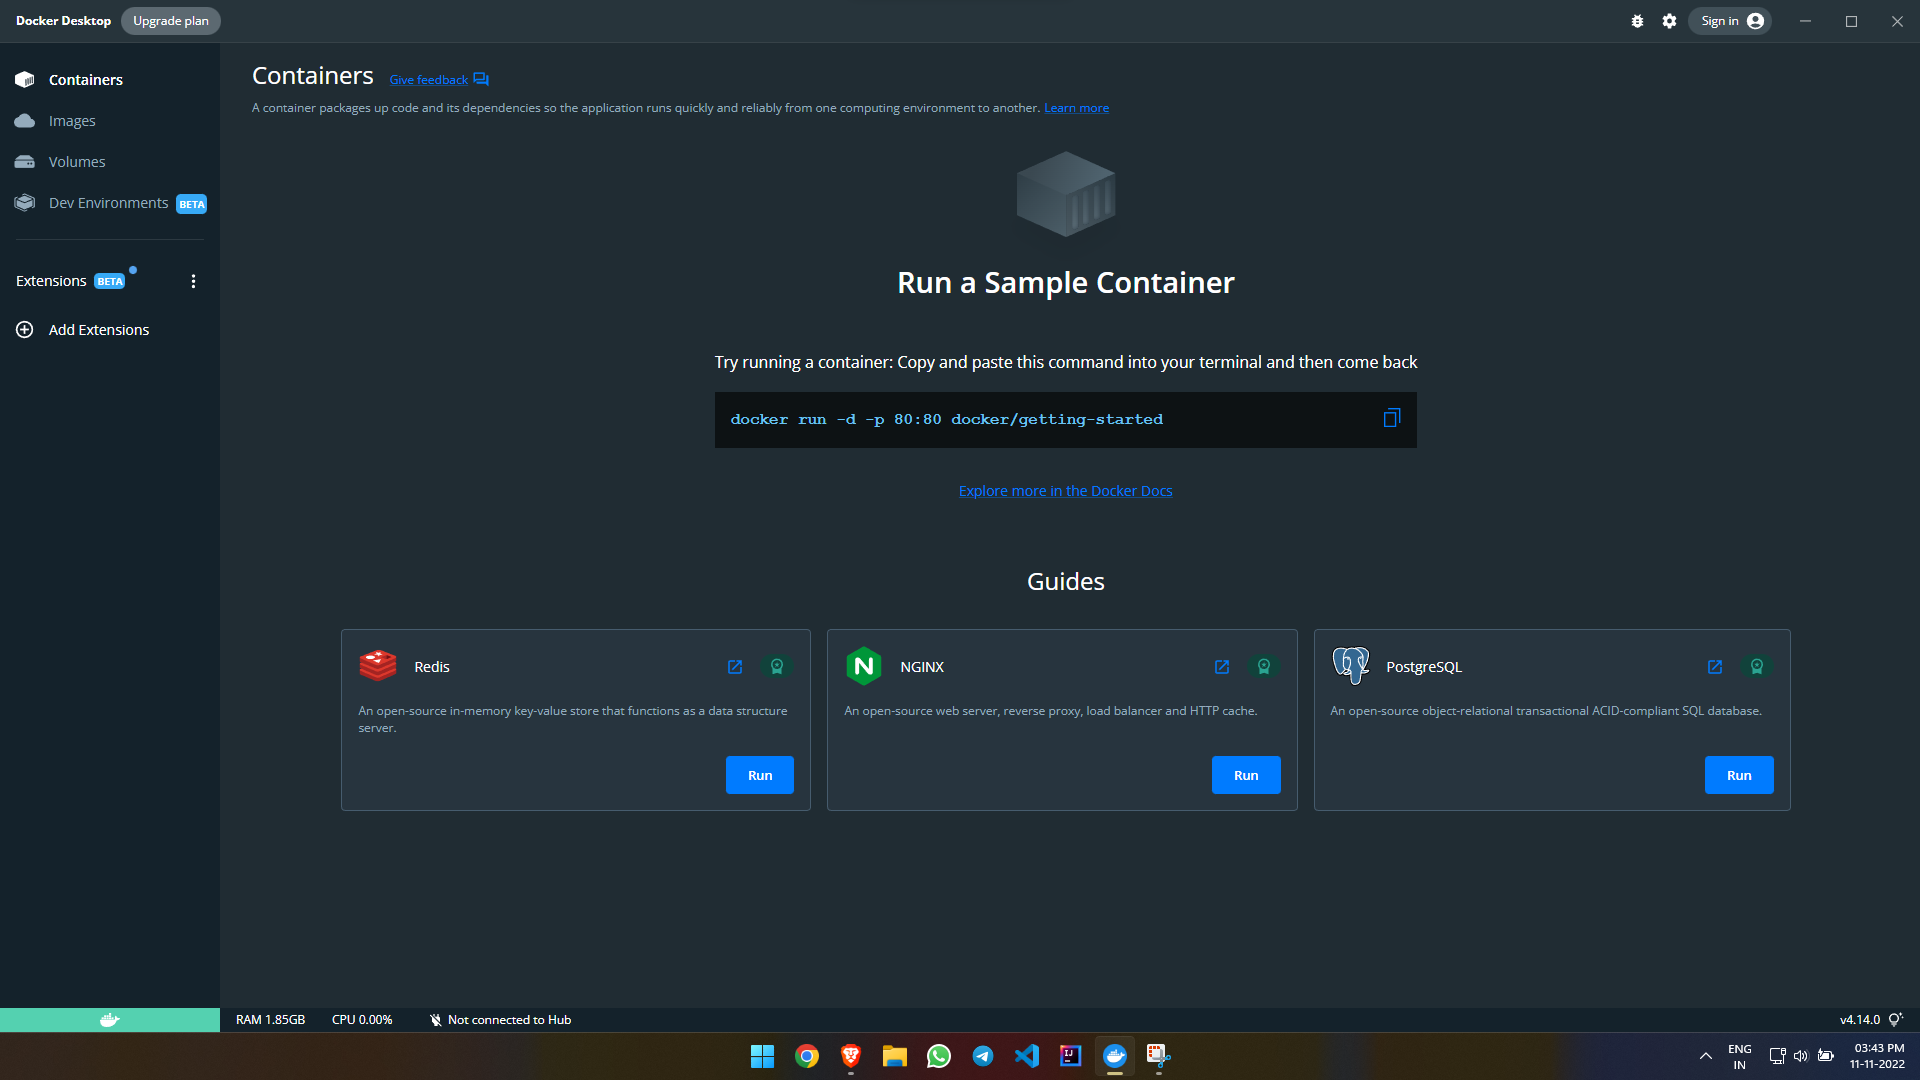 Docker Desktop
Upgrade plan
Sign in
Containers
Images
Volumes
Dev Environments BETA
Extensions BETA
Add Extensions
Containers Give feedback
A container packages up code and its dependencies so the application runs quickly and reliably from one computing environment to another. Learn more
Run a Sample Container
Try running a container: Copy and paste this command into your terminal and then come back
docker run -d -p 80:80 docker/getting-started
Explore more in the Docker Docs
Guides
Redis
An open-source in-memory key-value store that functions as a data structure
server.
Run
NGINX
An open-source web server, reverse proxy, load balancer and HTTP cache.
Run
PostgreSQL
An open-source object-relational transactional ACID-compliant SQL database.
Run
RAM 1.85GB CPU 0.00% Not connected to Hub
v4.14.0
ENG
IN
03:43 PM
11-11-2022